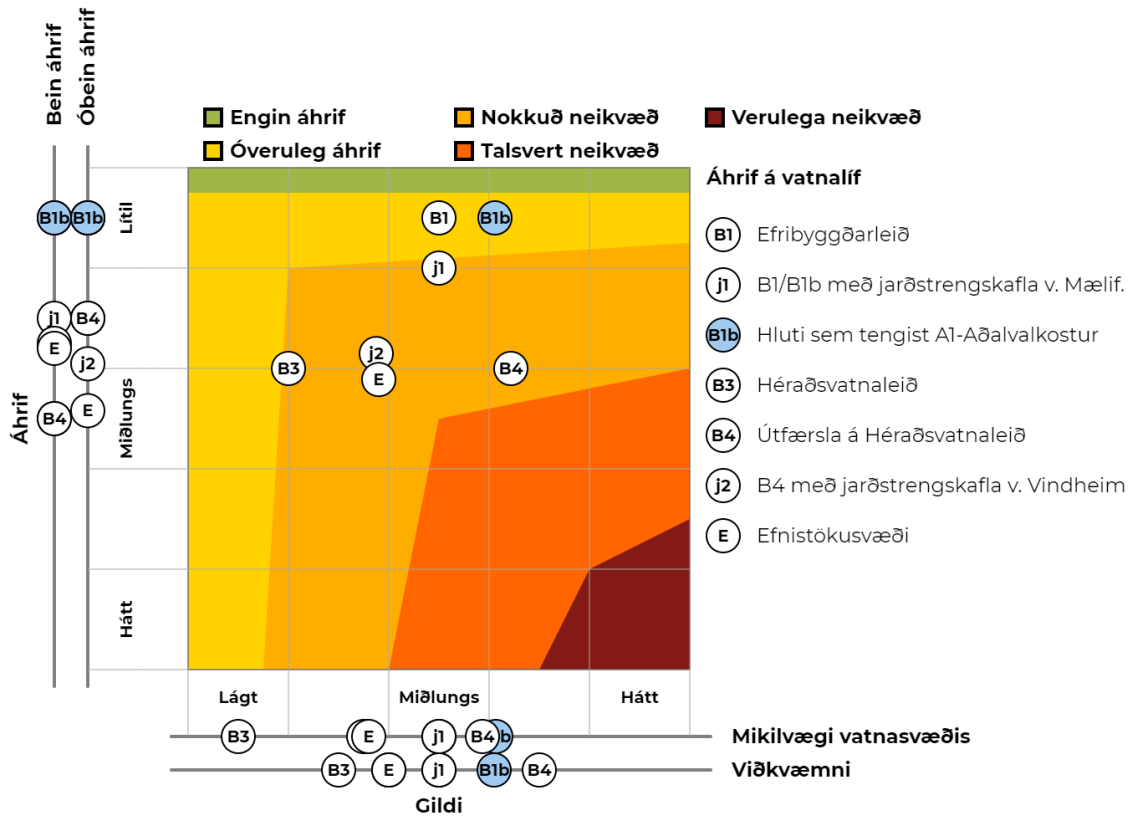 Bein áhrif
Óbein áhrif
Engin áhrif
Nokkuð neikvæð
Verulega neikvæð
Óveruleg áhrif
Talsvert neikvæð
Áhrif á vatnalíf
B1 Efribyggðarleið
j1 B1/B1b með jarðstrengskafla v. Mælif.
B1b Hluti sem tengist A1-Aðalvalkostur
B3 Héraðsvatnaleið
B4 Útfærsla á Héraðsvatnaleið
j2 B4 með jarðstrengskafla v. Vindheim
E Efnistökusvæði
B1b
B1b
j1
B4
E
j2
B4
E
Áhrif
Lítil
Miðlungs
Hátt
B1
B1b
j1
B3
j2
E
B4
Lágt
Miðlungs
Hátt
B3
E
j1
B4
b
Mikilvægi vatnasvæðis
B3
E
j1
B1b
B4
Viðkvæmni
Gildi